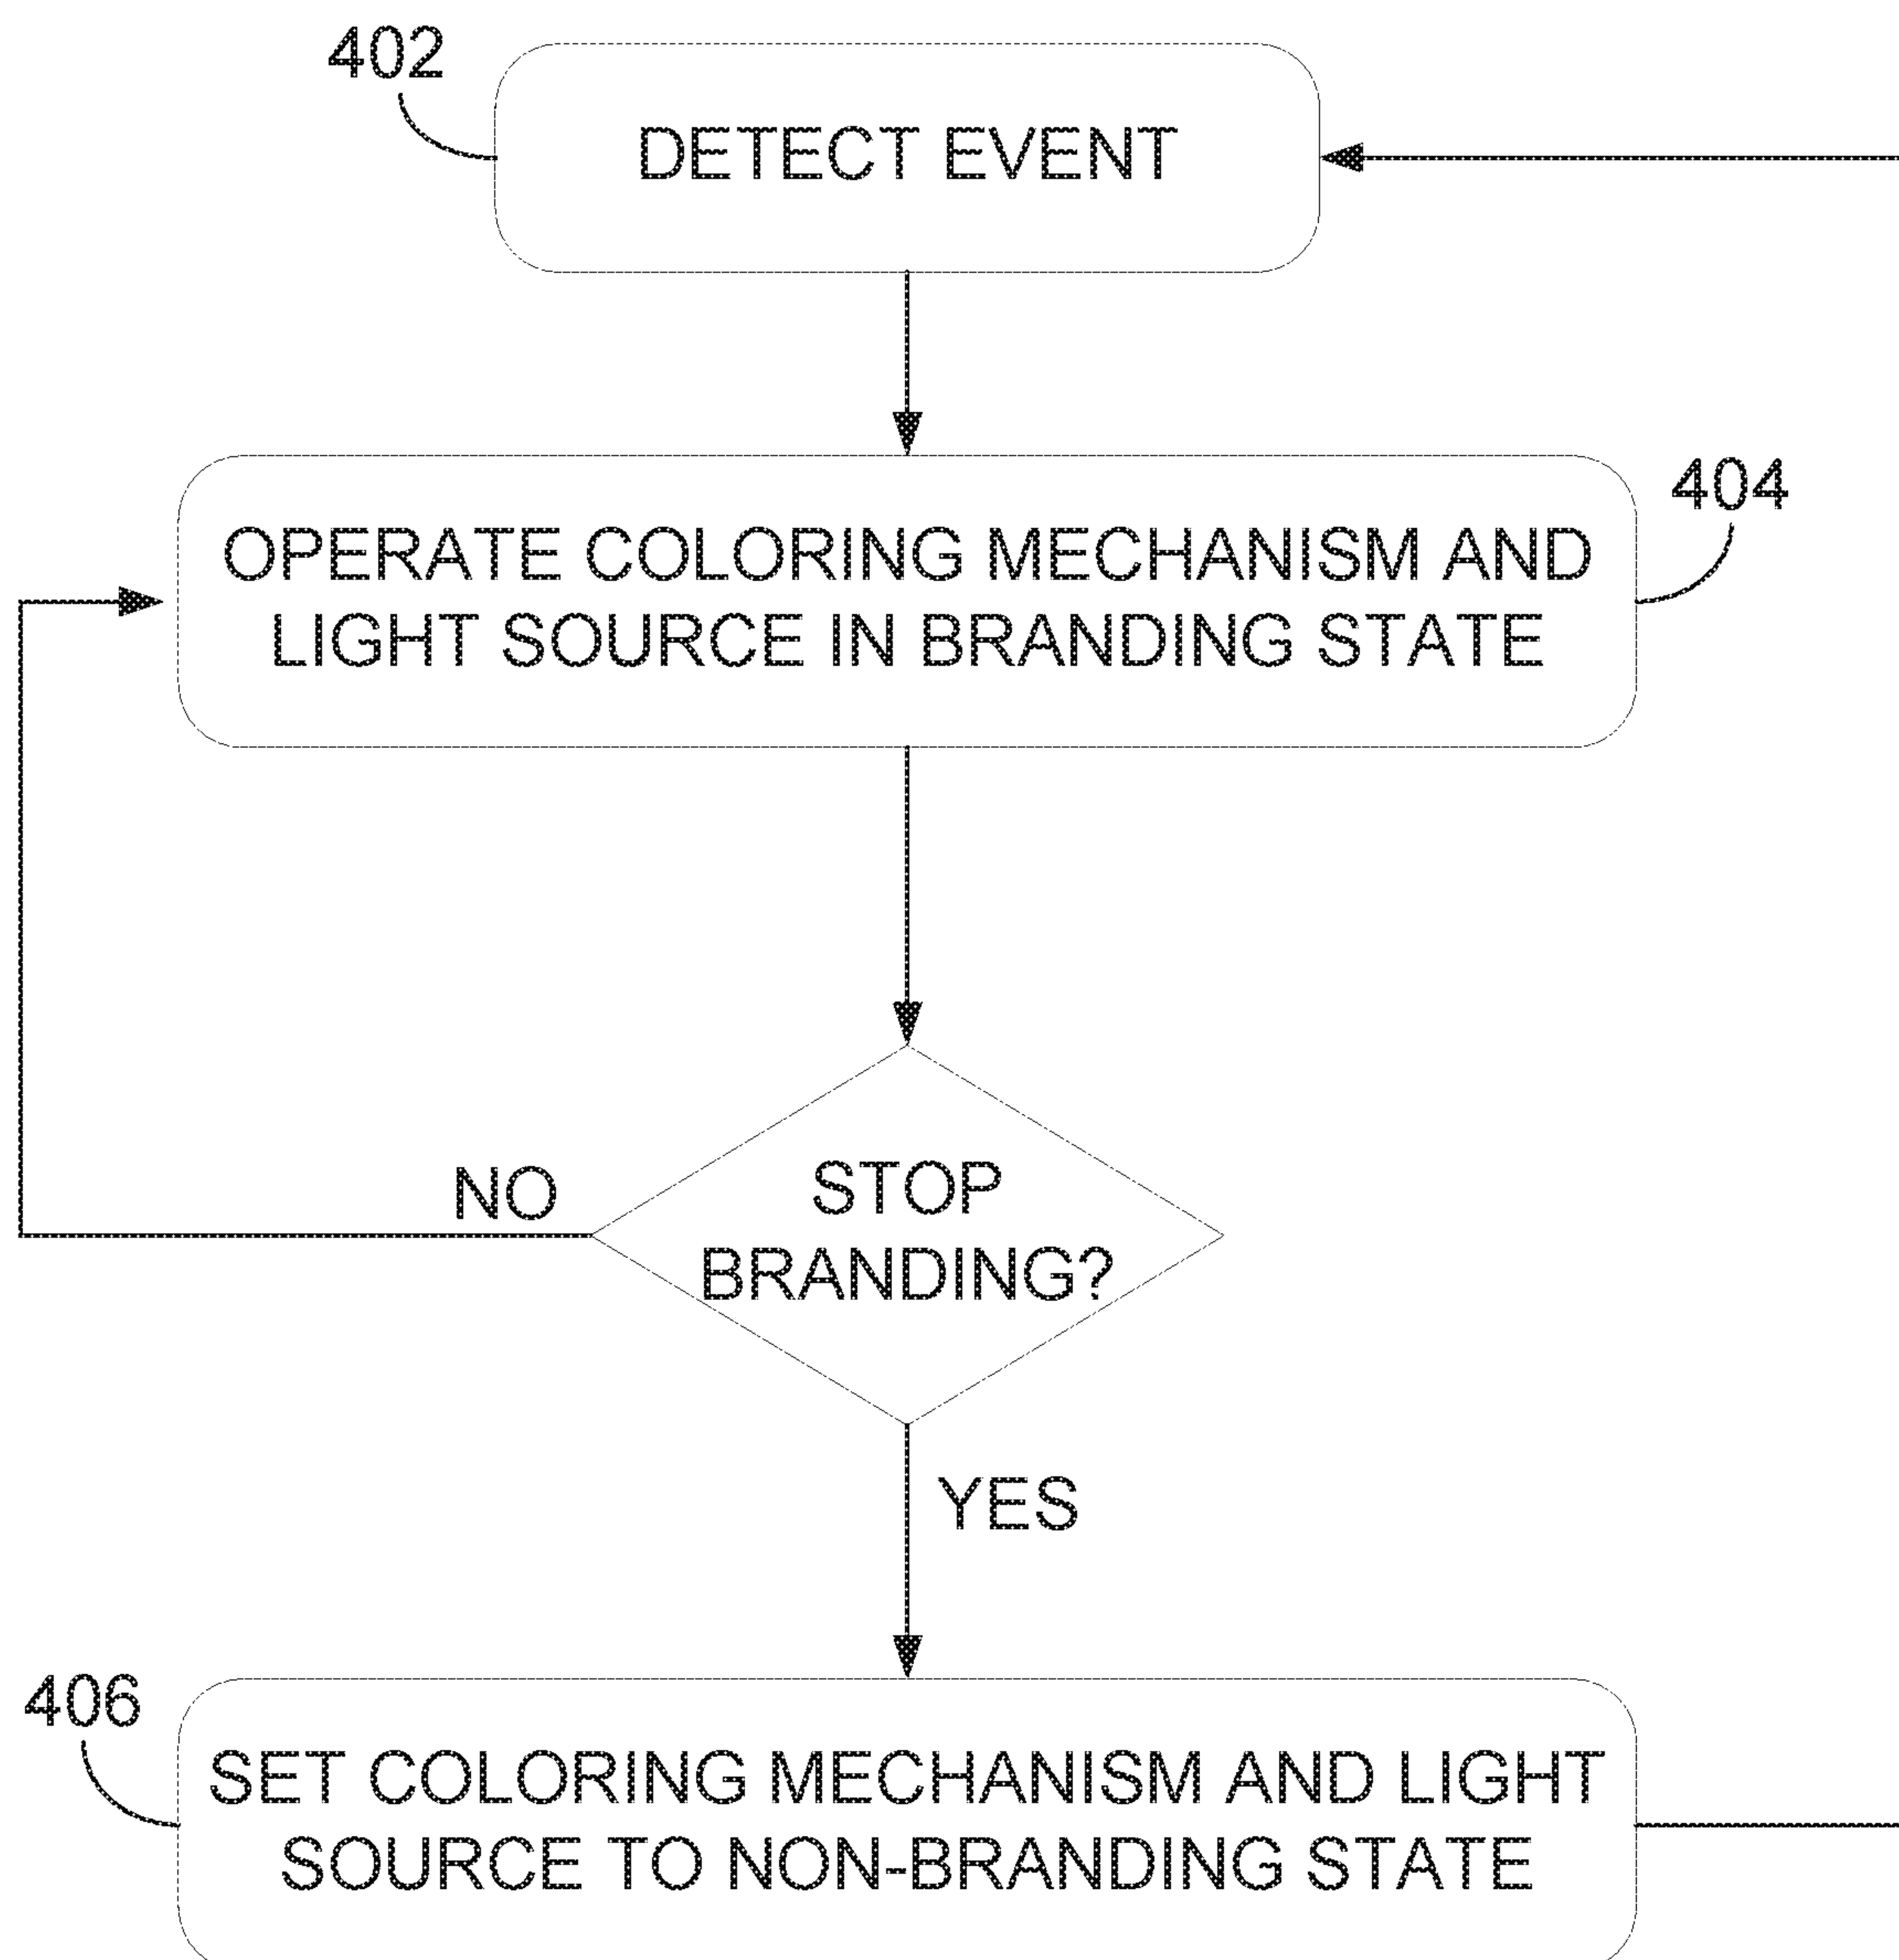 402
DETECT EVENT
404
OPERATE COLORING MECHANISM AND
LIGHT SOURCE IN BRANDING STATE
NO
STOP
BRANDING?
YES
406
SET COLORING MECHANISM AND LIGHT
SOURCE TO NON-BRANDING STATE